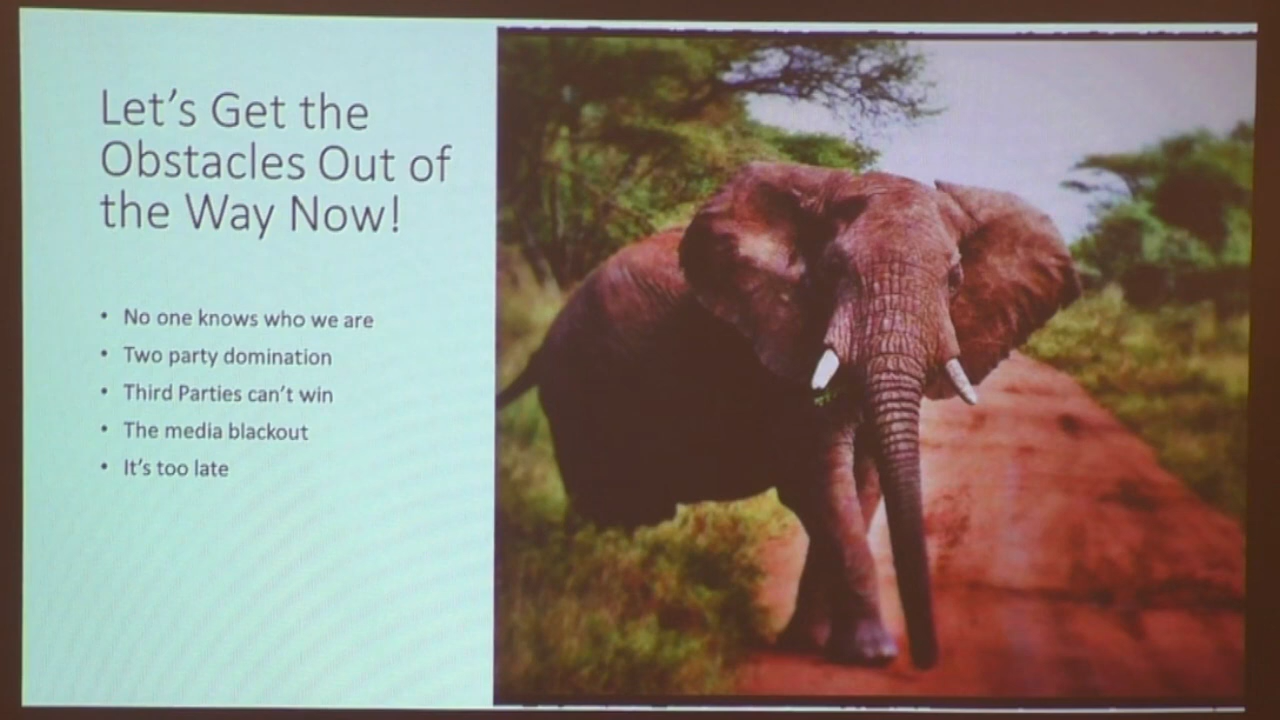 Let's Get the
Obstacles Out of
the Way Now!
• No one knows who we are
• Two party domination
• Third Parties can't win
• The media blackout
• It's too late